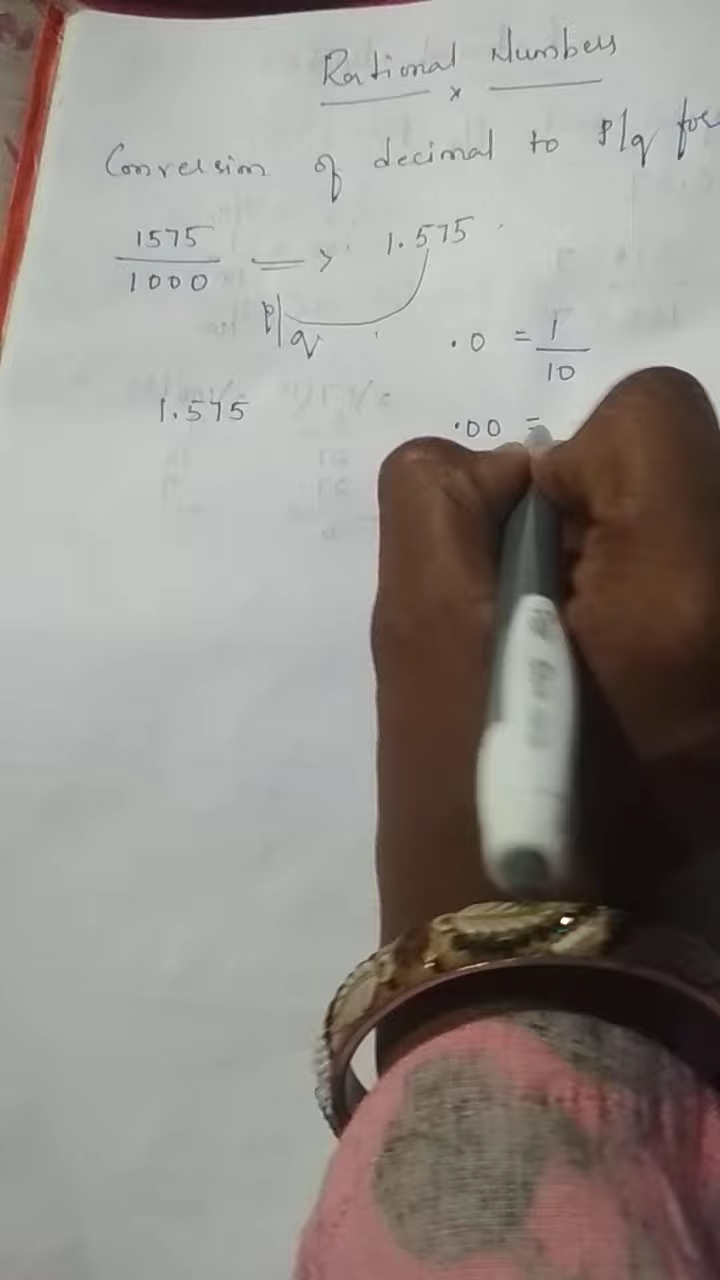 Rational Numbers
x
Conversion of decimal to P/q for
1575/1000 => 1.575
P/q
.0 = 1/10
1.575
.00 =